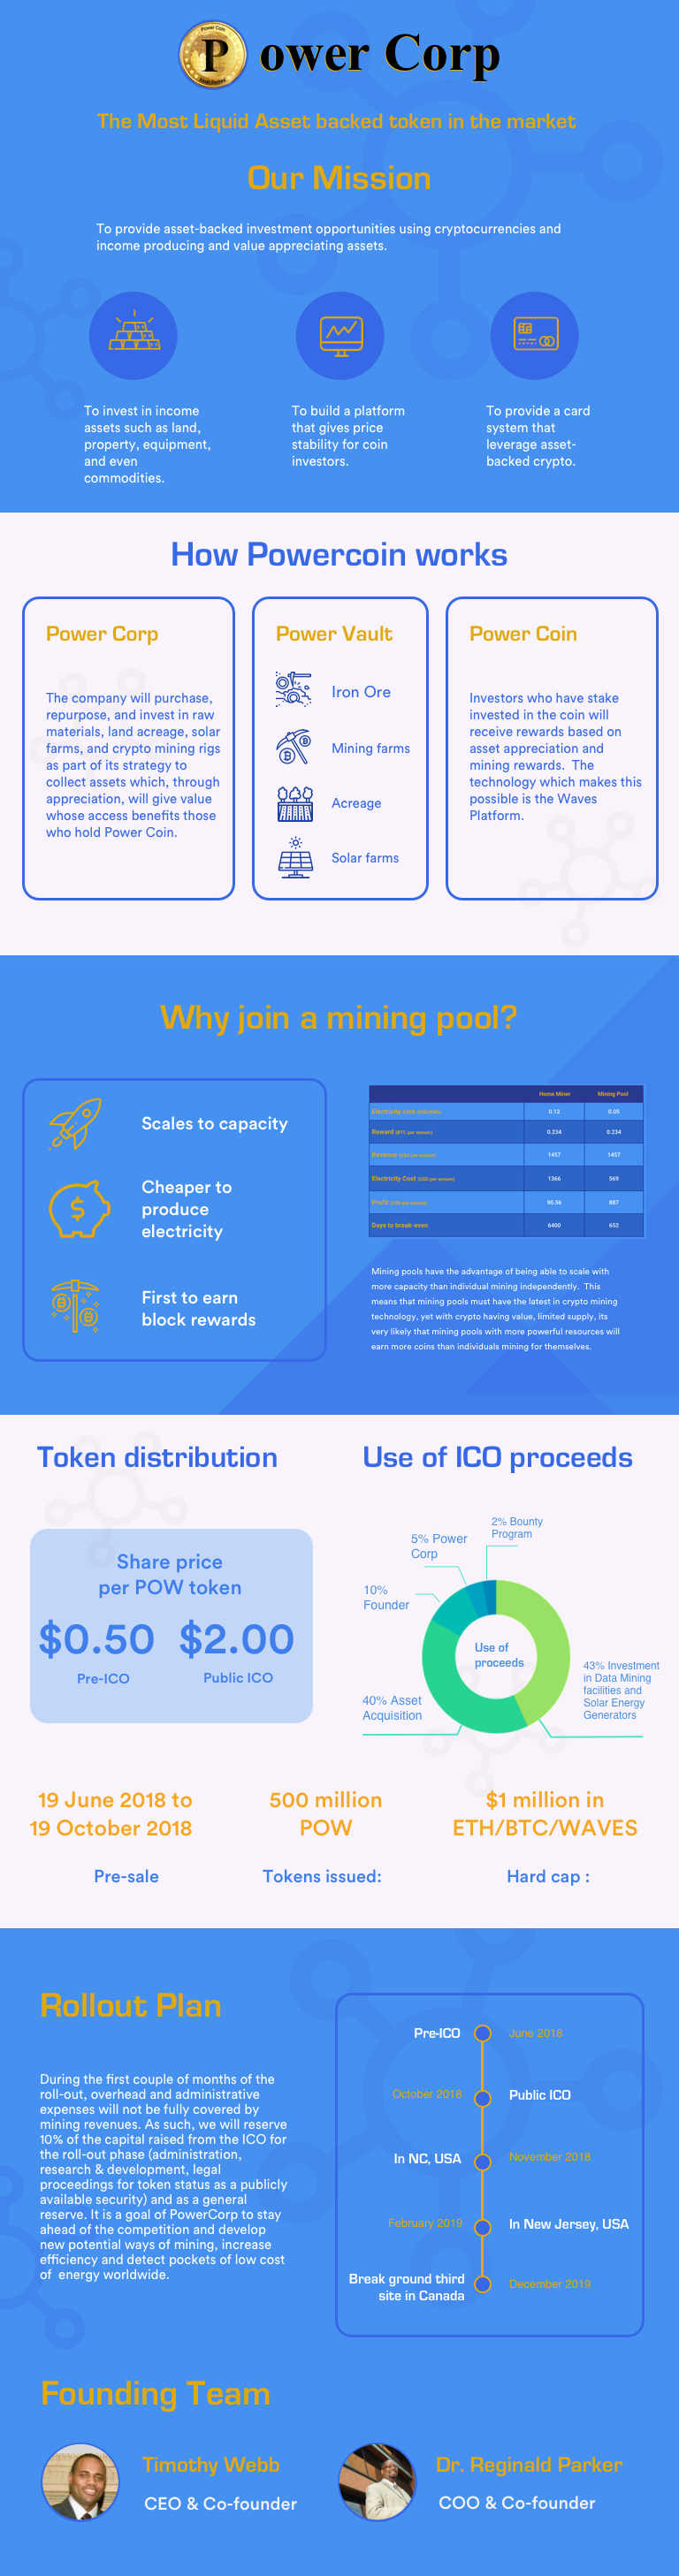 Power Corp
The Most Liquid Asset backed token in the market
Our Mission
To provide asset-backed investment opportunities using cryptocurrencies and
income producing and value appreciating assets.
To invest in income
assets such as land,
property, equipment,
and even
commodities.
To build a platform
that gives price
stability for coin
investors.
To provide a card
system that
leverage asset-
backed crypto.
How Powercoin works
Power Corp
The company will purchase,
repurpose, and invest in raw
materials, land acreage, solar
farms, and crypto mining rigs
as part of its strategy to
collect assets which, through
appreciation, will give value
whose access benefits those
who hold Power Coin.
Power Vault
Iron Ore
Mining farms
Acreage
Solar farms
Power Coin
Investors who have stake
invested in the coin will
receive rewards based on
asset appreciation and
mining rewards. The
technology which makes this
possible is the Waves
Platform.
Why join a mining pool?
Scales to capacity
Cheaper to
produce
electricity
First to earn
block rewards
Home Miner Mining Pool
Electricity cost 0.12 0.05
Reward (BTC per annum) 0.234 0.234
Revenue (USD per annum) 1457 1457
Electricity Cost (USD per annum) 1366 569
Profit (USD per annum) 90.56 887
Days to break-even 6400 652
Mining pools have the advantage of being able to scale with
more capacity than individual mining independently. This
means that mining pools must have the latest in crypto mining
technology, yet with crypto having value, limited supply, its
very likely that mining pools with more powerful resources will
earn more coins than individuals mining for themselves.
Token distribution
Share price
per POW token
$0.50 $2.00
Pre-ICO Public ICO
Use of ICO proceeds
2% Bounty
Program
5% Power
Corp
10%
Founder
Use of
proceeds
43% Investment
in Data Mining
facilities and
Solar Energy
Generators
40% Asset
Acquisition
19 June 2018 to
19 October 2018
Pre-sale
500 million
POW
Tokens issued:
$1 million in
ETH/BTC/WAVES
Hard cap :
Rollout Plan
During the first couple of months of the
roll-out, overhead and administrative
expenses will not be fully covered by
mining revenues. As such, we will reserve
10% of the capital raised from the ICO for
the roll-out phase (administration,
research & development, legal
proceedings for token status as a publicly
available security) and as a general
reserve. It is a goal of PowerCorp to stay
ahead of the competition and develop
new potential ways of mining, increase
efficiency and detect pockets of low cost
of energy worldwide.
Pre-ICO June 2018
October 2018 Public ICO
In NC, USA November 2018
February 2019 In New Jersey, USA
Break ground third
site in Canada
December 2019
Founding Team
Timothy Webb
CEO & Co-founder
Dr. Reginald Parker
COO & Co-founder